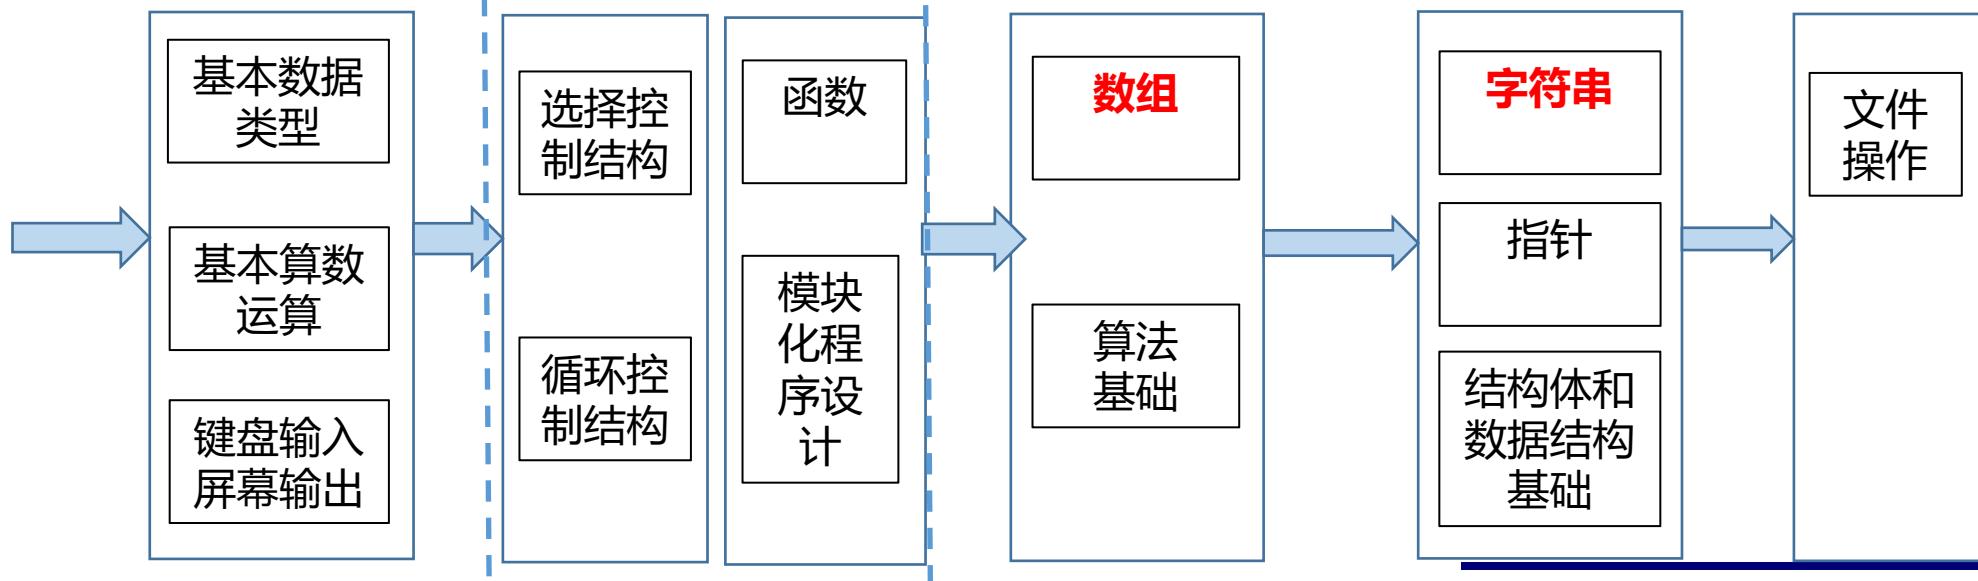 基本数据
类型
基本算数
运算
键盘输入
屏幕输出
选择控
制结构
循环控
制结构
函数
模块
化程
序设
计
数组
算法
基础
字符串
指针
结构体和
数据结构
基础
文件
操作